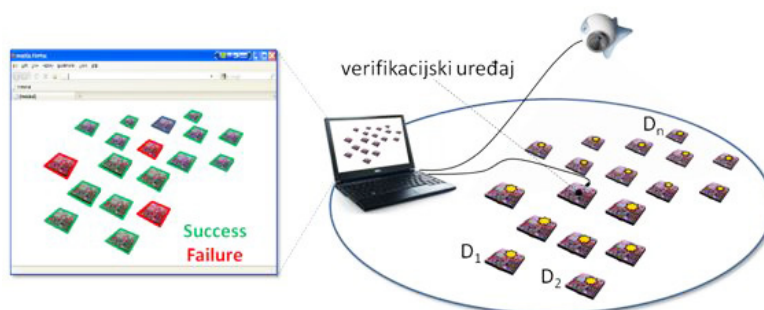 verifikacijski uređaj
Dn
D1
D2
Success
Failure